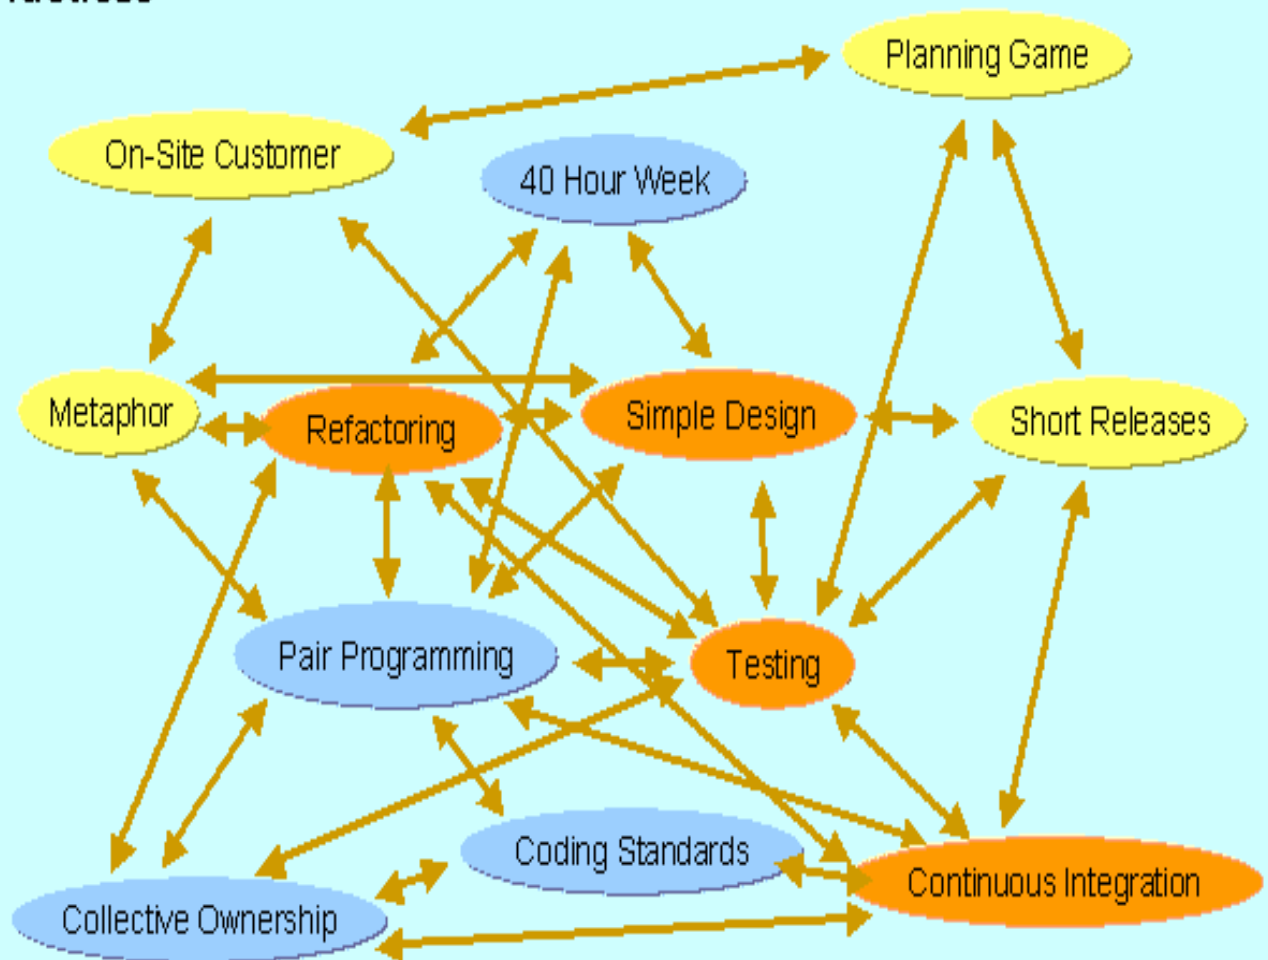 Planning Game
On-Site Customer
40 Hour Week
Metaphor
Refactoring
Simple Design
Short Releases
Pair Programming
Testing
Coding Standards
Continuous Integration
Collective Ownership